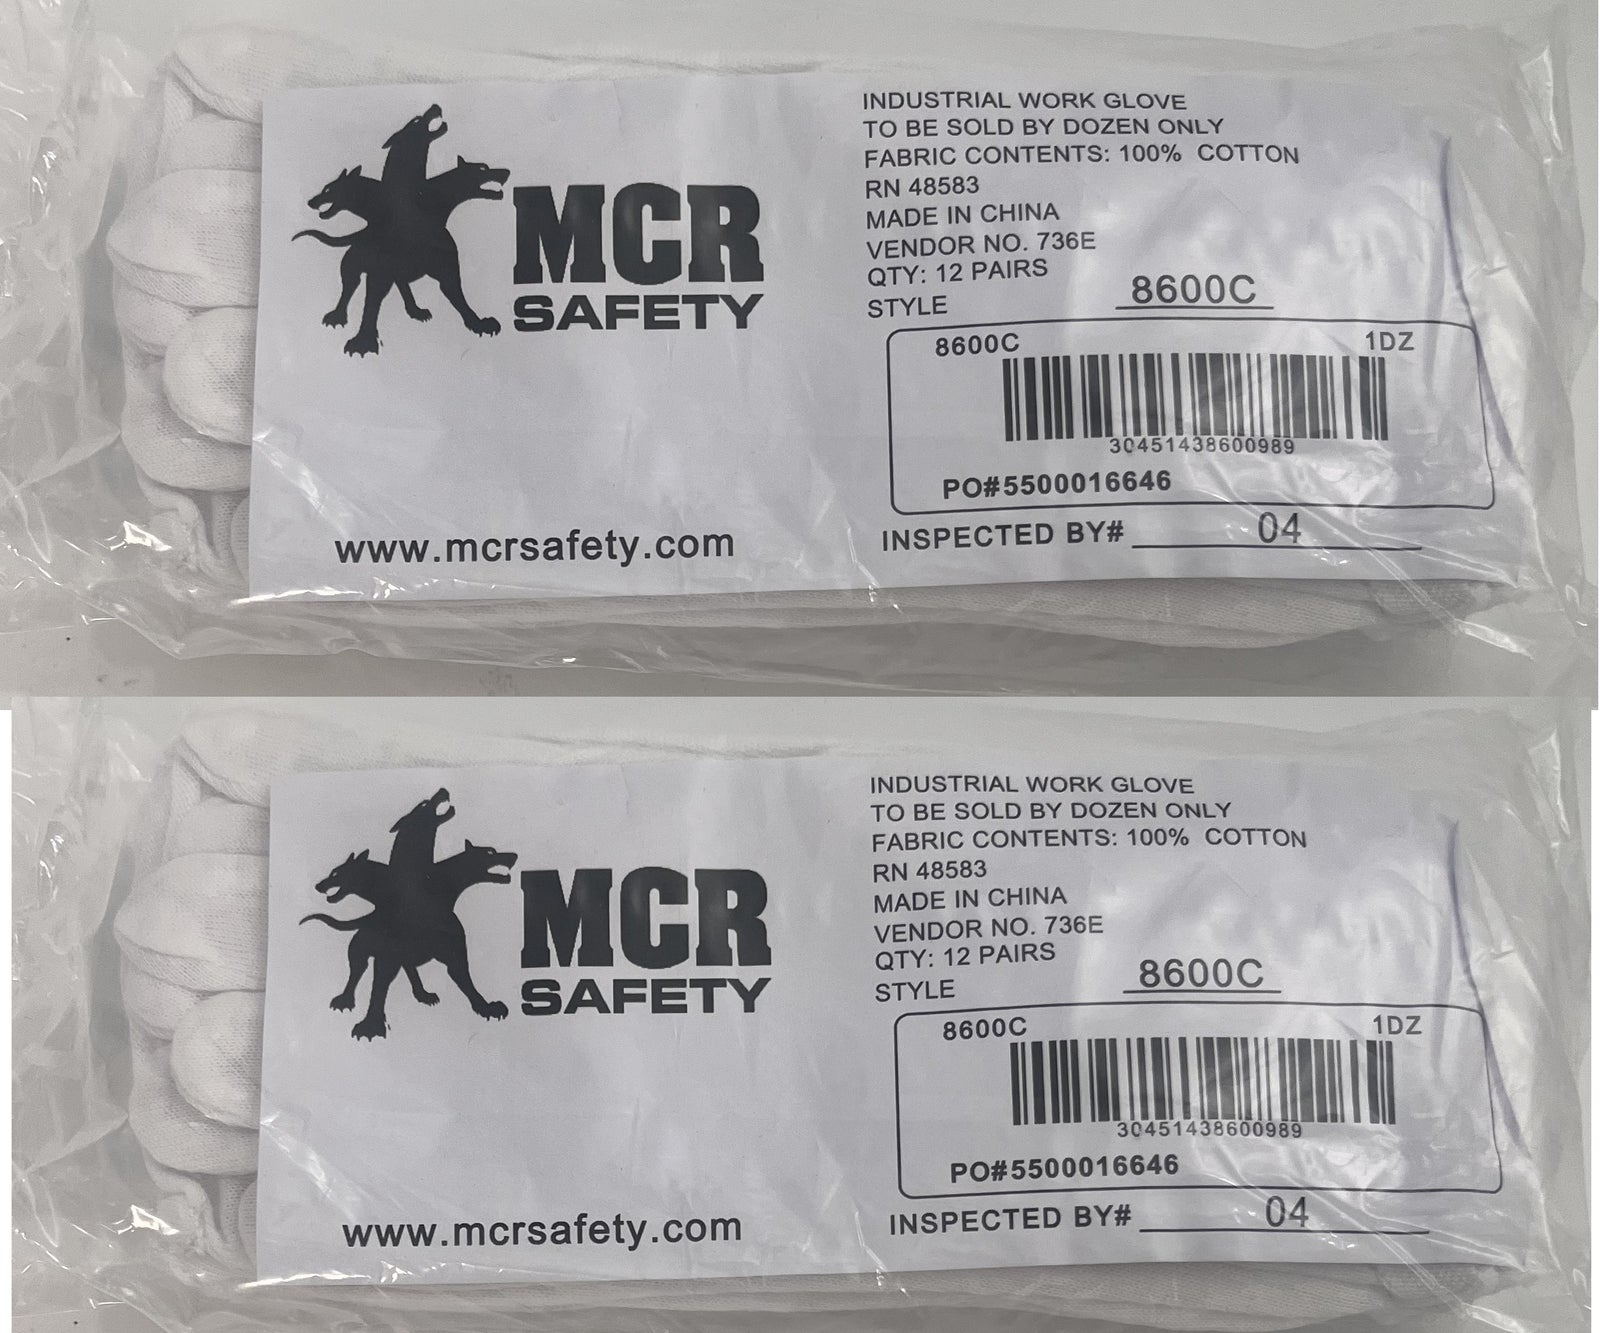 MCR
SAFETY
www.mcrsafety.com
INDUSTRIAL WORK GLOVE
TO BE SOLD BY DOZEN ONLY
FABRIC CONTENTS: 100% COTTON
RN 48583
MADE IN CHINA
VENDOR NO. 736E
QTY: 12 PAIRS
STYLE 8600C
8600C 1DZ
30451438600989
PO#5500016646
INSPECTED BY# 04
MCR
SAFETY
www.mcrsafety.com
INDUSTRIAL WORK GLOVE
TO BE SOLD BY DOZEN ONLY
FABRIC CONTENTS: 100% COTTON
RN 48583
MADE IN CHINA
VENDOR NO. 736E
QTY: 12 PAIRS
STYLE 8600C
8600C 1DZ
30451438600989
PO#5500016646
INSPECTED BY# 04